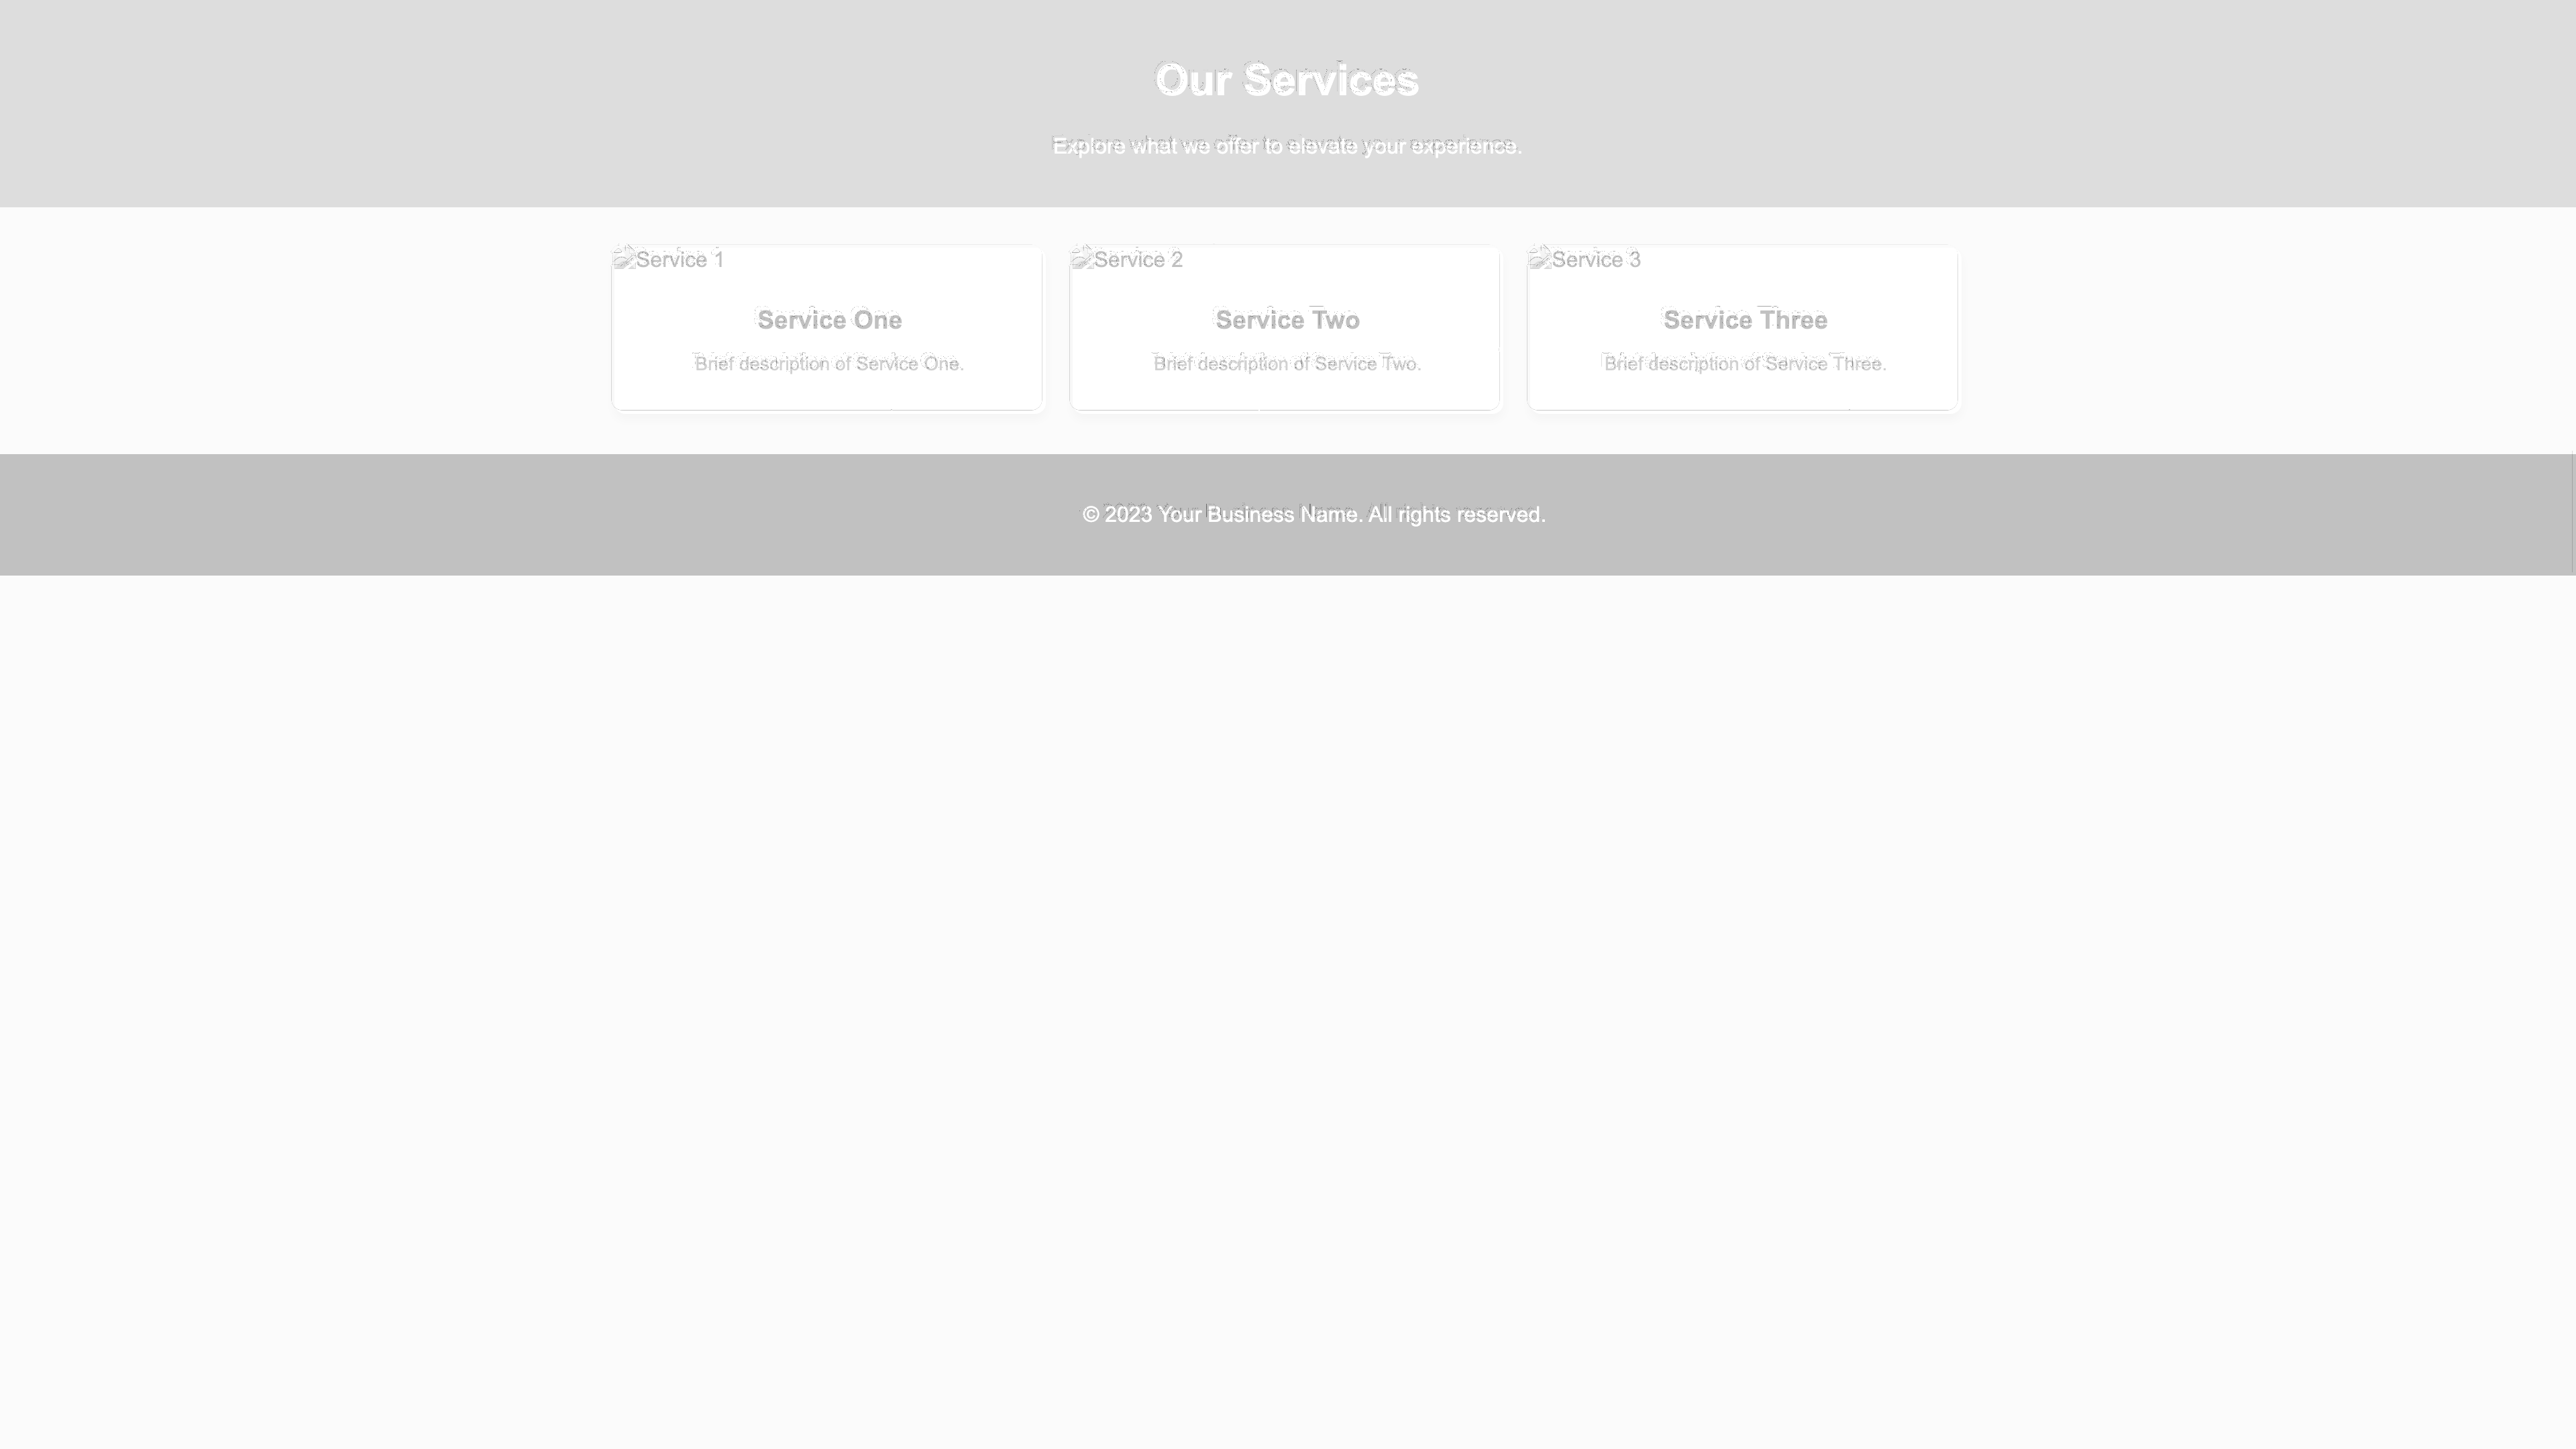 Our Services
Explore what we offer to elevate your experience.
Service 1
Service One
Brief description of Service One.
Service 2
Service Two
Brief description of Service Two.
Service 3
Service Three
Brief description of Service Three.
© 2023 Your Business Name. All rights reserved.